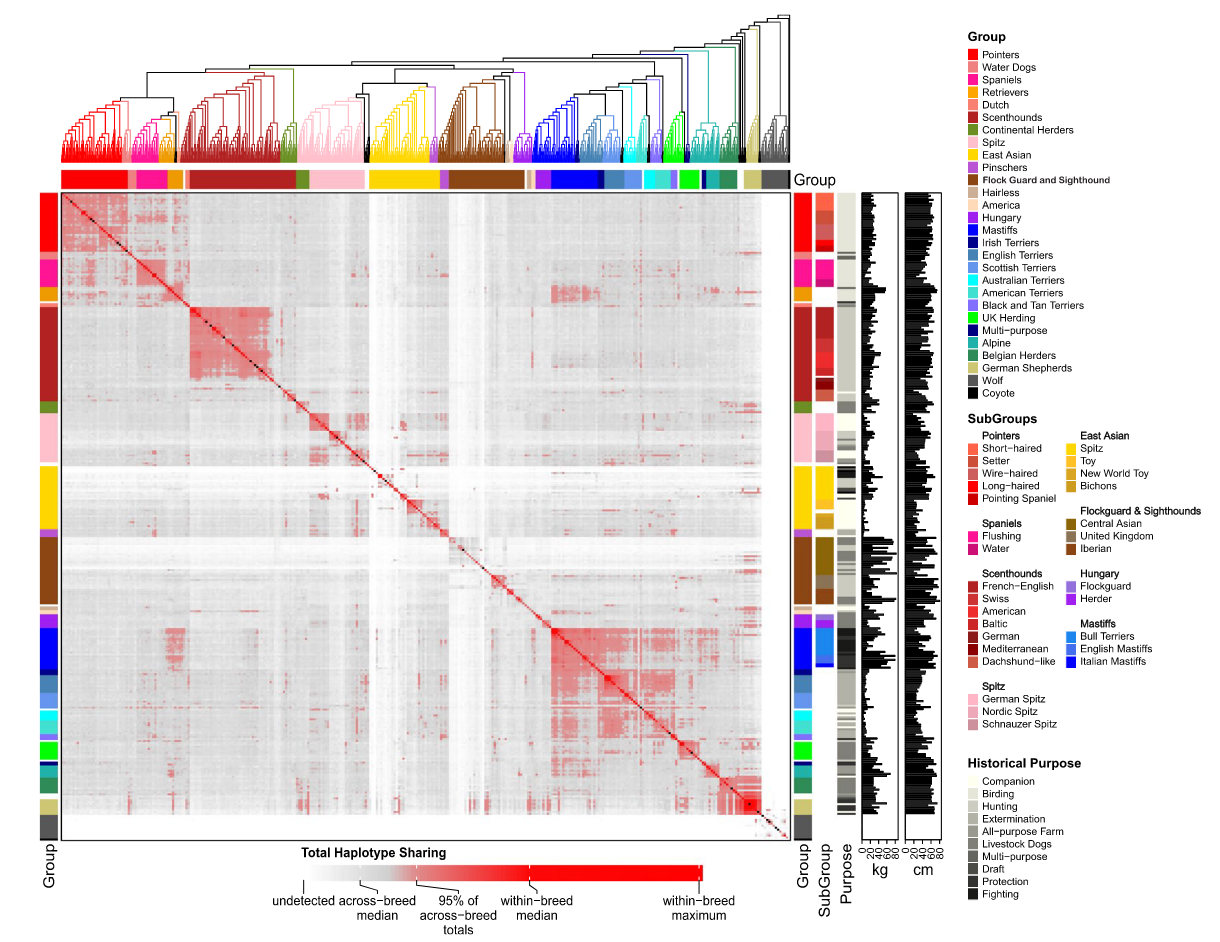 Group
Pointers
Water Dogs
Spaniels
Retrievers
Dutch
Scenthounds
Continental Herders
Spitz
East Asian
Pinschers
Flock Guard and Sighthound
Hairless
America
Hungary
Mastiffs
Irish Terriers
English Terriers
Scottish Terriers
Australian Terriers
American Terriers
Black and Tan Terriers
UK Herding
Multi−purpose
Alpine
Belgian Herders
German Shepherds
Wolf
Coyote
SubGroups
Pointers
Short−haired
Setter
Wire−haired
Long−haired
Pointing Spaniel
Spaniels
Flushing
Water
Scenthounds
French−English
Swiss
American
Baltic
German
Mediterranean
Dachshund−like
Spitz
German Spitz
Nordic Spitz
Schnauzer Spitz
East Asian
Spitz
Toy
New World Toy
Bichons
Flockguard & Sighthounds
Central Asian
United Kingdom
Iberian
Hungary
Flockguard
Herder
Mastiffs
Bull Terriers
English Mastiffs
Italian Mastiffs
Historical Purpose
Companion
Birding
Hunting
Extermination
All−purpose Farm
Livestock Dogs
Multi−purpose
Draft
Protection
Fighting
Group
Group
Group
SubGroup
Purpose
0 20 40 60 80
kg
0 20 40 60 80
cm
Total Haplotype Sharing
undetected
across−breed
median
95% of
across−breed
totals
within−breed
median
within−breed
maximum